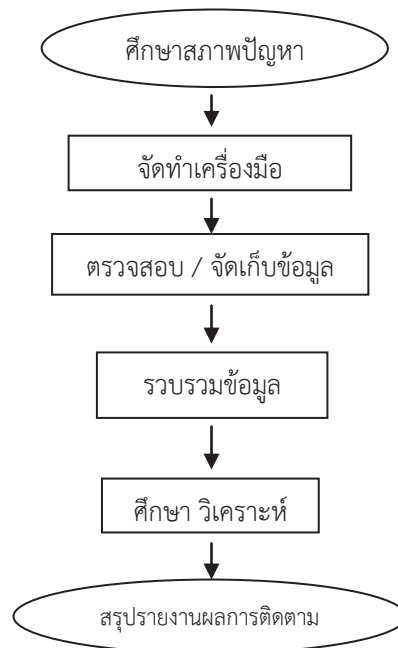 ศึกษาสภาพปัญหา
จัดทำเครื่องมือ
ตรวจสอบ / จัดเก็บข้อมูล
รวบรวมข้อมูล
ศึกษา วิเคราะห์
สรุปรายงานผลการติดตาม